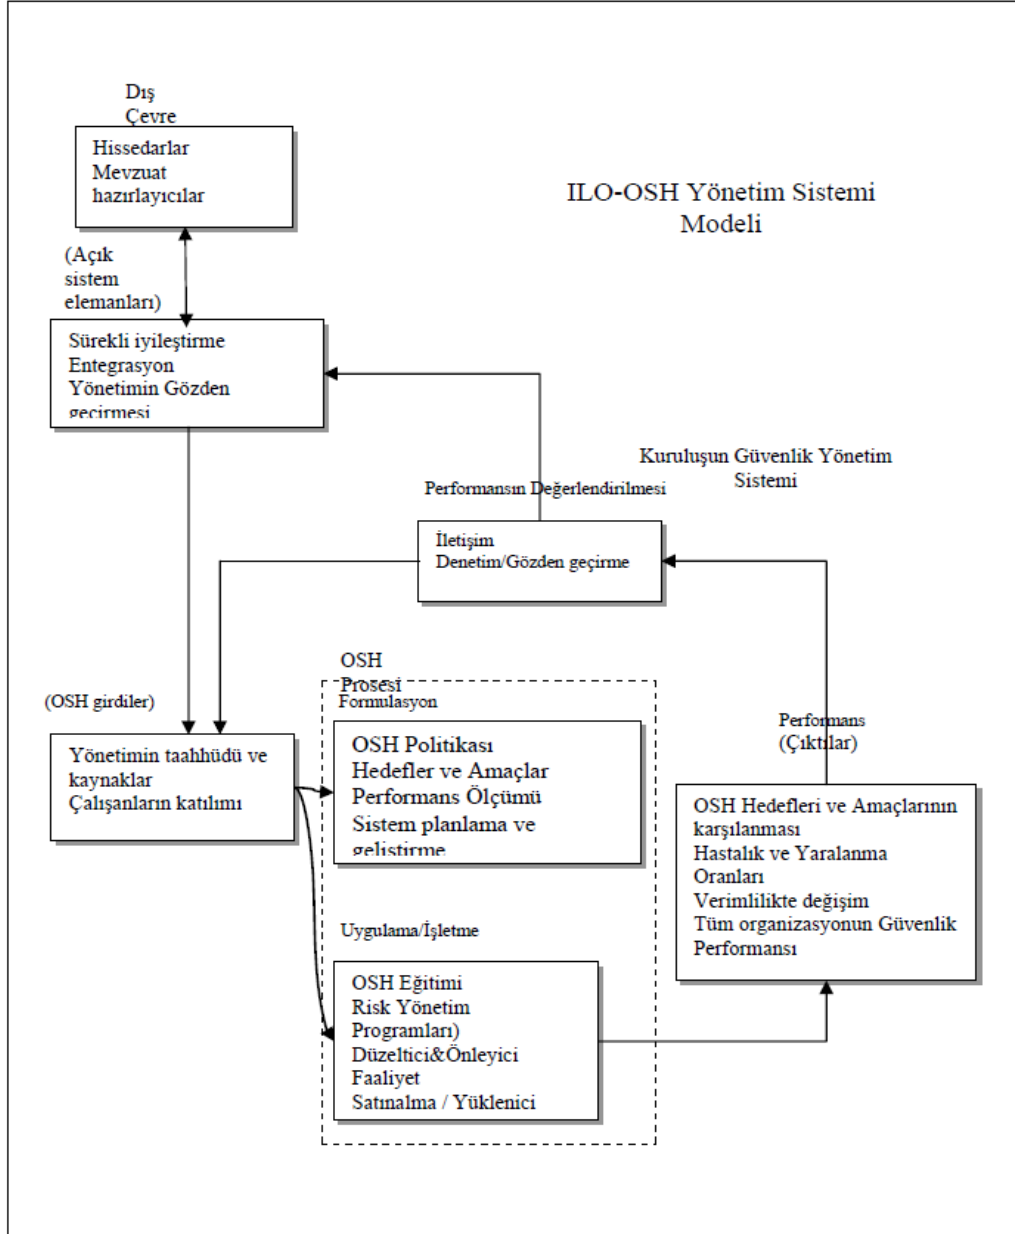 Dış
Çevre
Hissedarlar
Mevzuat
hazırlayıcılar
ILO-OSH Yönetim Sistemi
Modeli
(Açık
sistem
elemanları)
Sürekli iyileştirme
Entegrasyon
Yönetimin Gözden
geçirmesi
Kuruluşun Güvenlik Yönetim
Sistemi
Performansın Değerlendirilmesi
İletişim
Denetim/Gözden geçirme
OSH
Prosesi
(OSH girdiler)
Formulasyon
Yönetimin taahhüdü ve
kaynaklar
Çalışanların katılımı
OSH Politikası
Hedefler ve Amaçlar
Performans Ölçümü
Sistem planlama ve
geliştirme
Performans
(Çıktılar)
OSH Hedefleri ve Amaçlarının
karşılanması
Hastalık ve Yaralanma
Oranları
Verimlilikte değişim
Tüm organizasyonun Güvenlik
Performansı
Uygulama/İşletme
OSH Eğitimi
Risk Yönetim
Programları)
Düzeltici&Önleyici
Faaliyet
Satınalma / Yüklenici